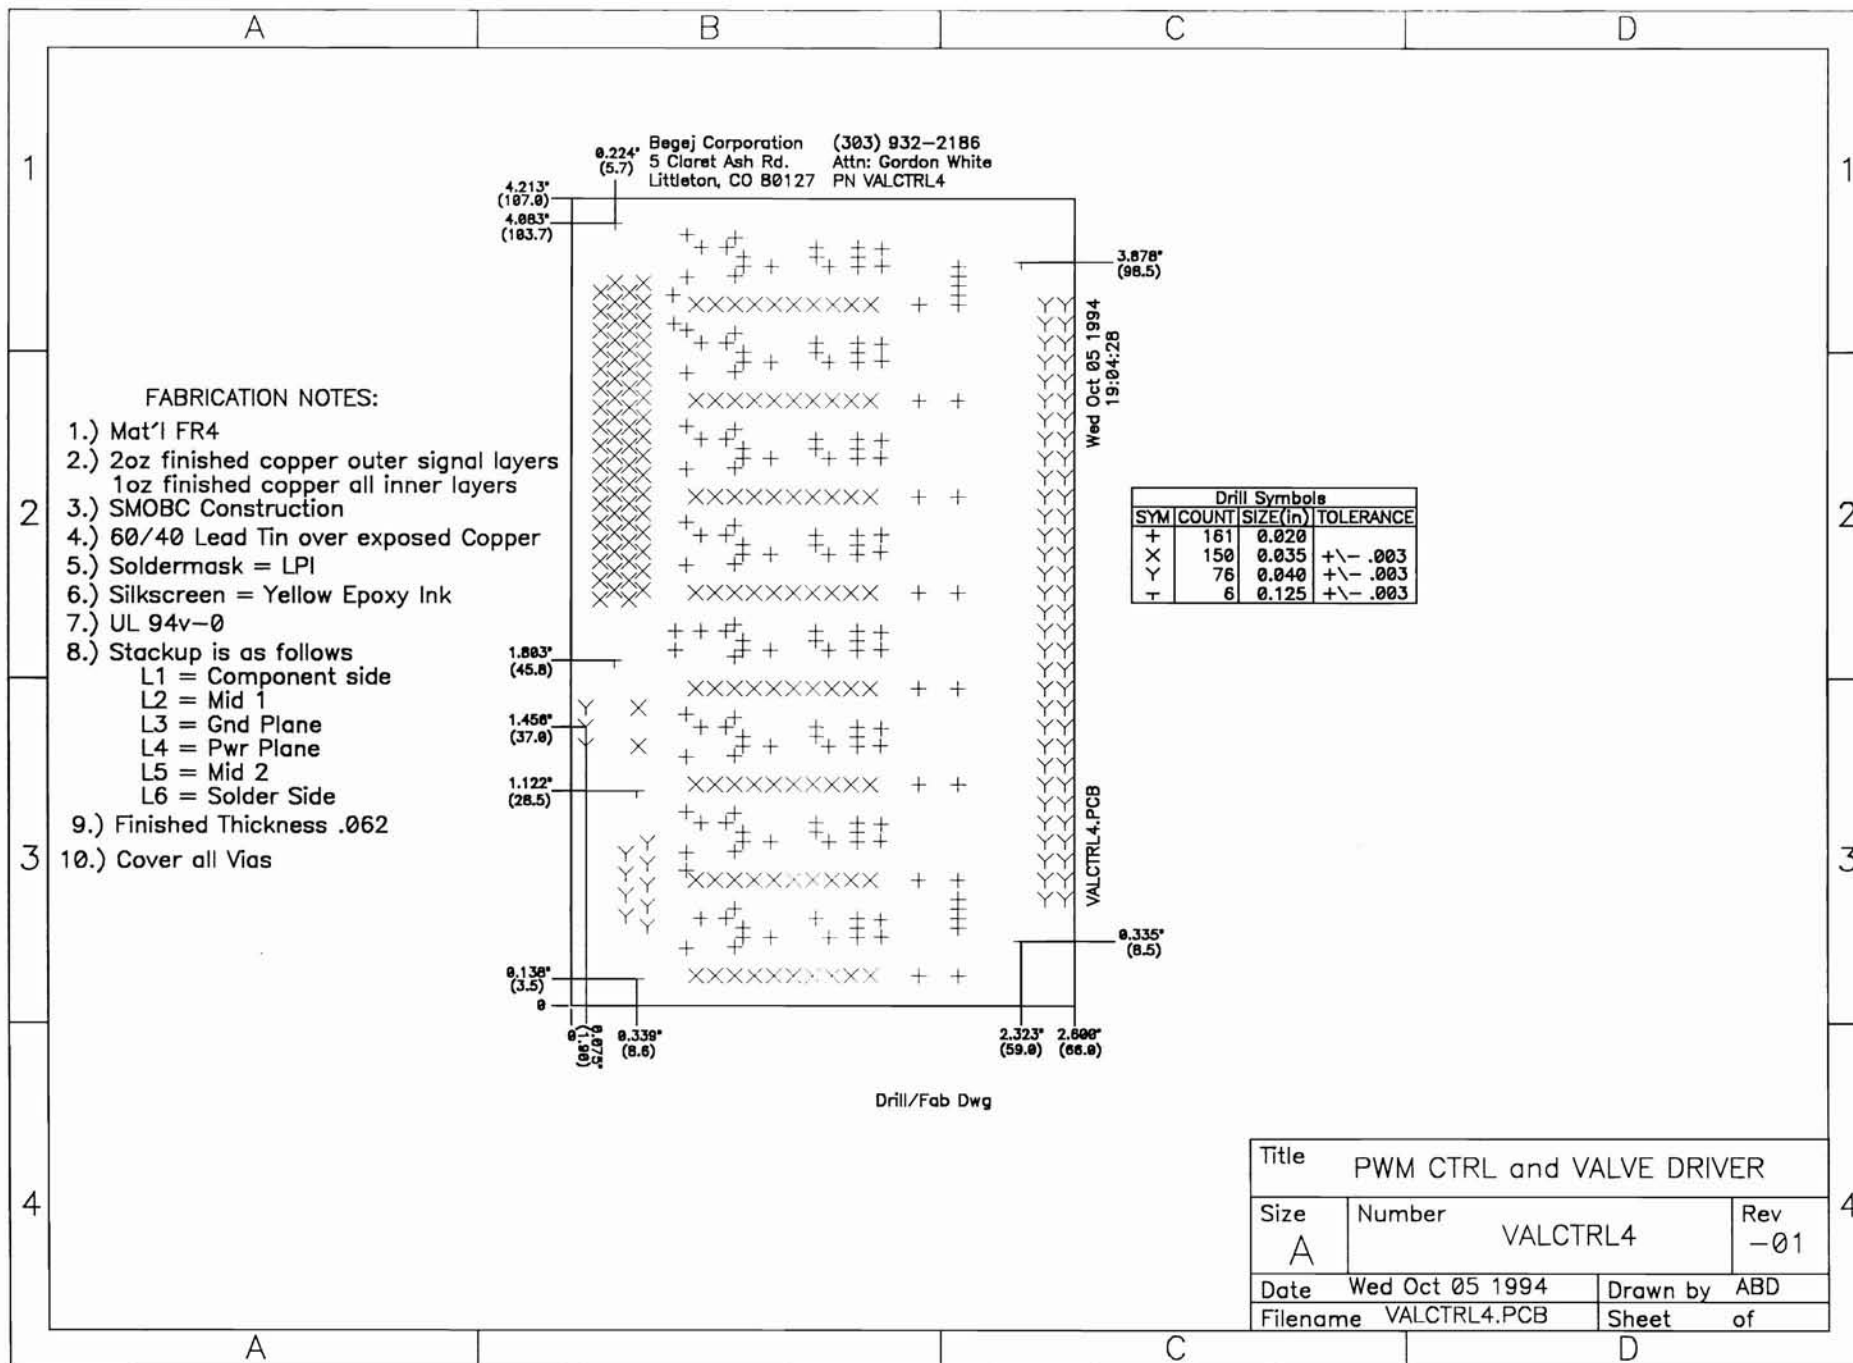 A B C D
1 1
Begej Corporation (303) 932-2186
5 Claret Ash Rd. Attn: Gordon White
Littleton, CO 80127 PN VALCTRL4
0.224"
(5.7)
4.213"
(107.0)
4.083"
(103.7)
3.878"
(98.5)
Wed Oct 05 1994
19:04:28
FABRICATION NOTES:
1.) Mat'l FR4
2.) 2oz finished copper outer signal layers
1oz finished copper all inner layers
3.) SMOBC Construction
4.) 60/40 Lead Tin over exposed Copper
5.) Soldermask = LPI
6.) Silkscreen = Yellow Epoxy Ink
7.) UL 94v-0
8.) Stackup is as follows
L1 = Component side
L2 = Mid 1
L3 = Gnd Plane
L4 = Pwr Plane
L5 = Mid 2
L6 = Solder Side
9.) Finished Thickness .062
10.) Cover all Vias
2 2
Drill Symbols
SYM COUNT SIZE(in) TOLERANCE
+ 161 0.020
X 150 0.035 +\- .003
Y 76 0.040 +\- .003
T 6 0.125 +\- .003
1.803"
(45.8)
1.456"
(37.0)
1.122"
(28.5)
VALCTRL4.PCB
3 3
0.335"
(8.5)
0.138"
(3.5)
0
0
0.075"
(1.90)
0.339"
(8.6)
2.323"
(59.0)
2.600"
(66.0)
Drill/Fab Dwg
4 4
Title PWM CTRL and VALVE DRIVER
Size A
Number VALCTRL4
Rev -01
Date Wed Oct 05 1994 Drawn by ABD
Filename VALCTRL4.PCB Sheet of
A C D